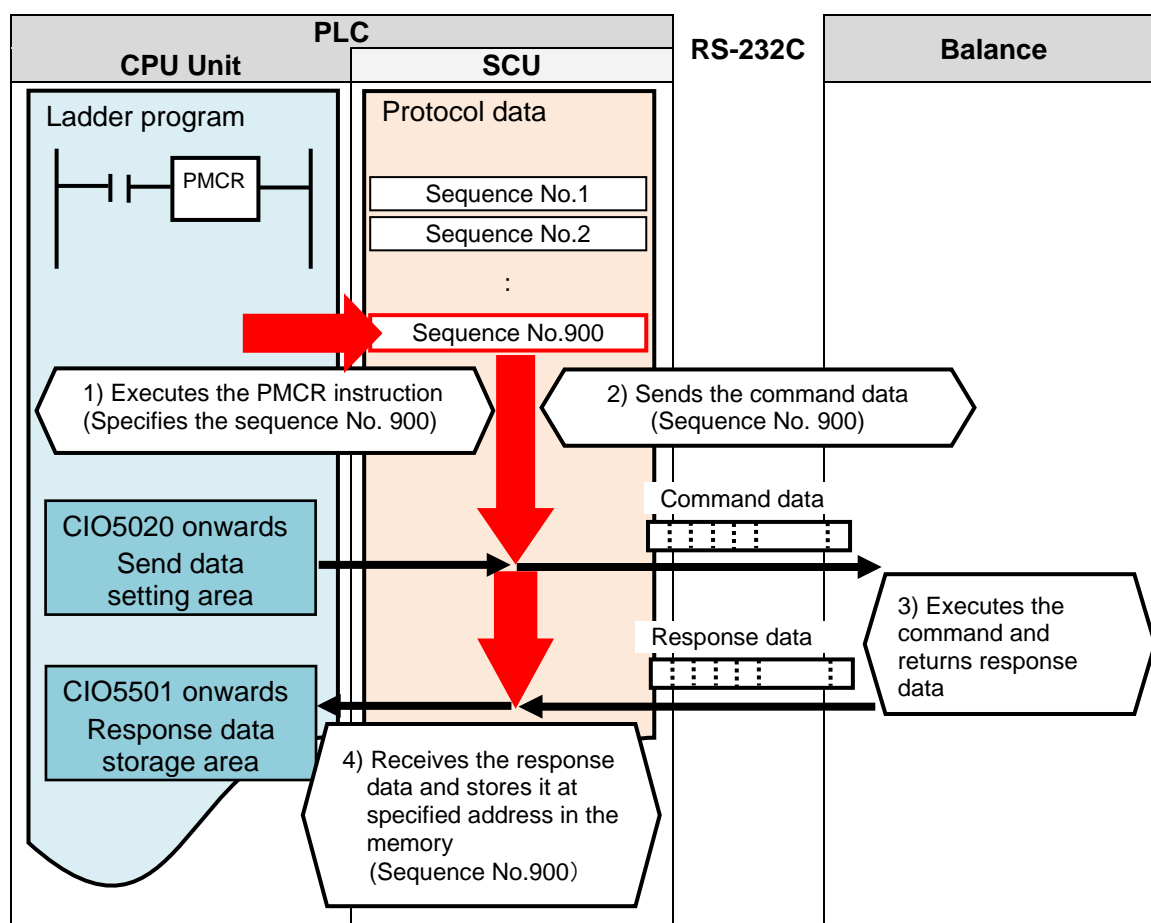 PLC
RS-232C
Balance
CPU Unit
SCU
Ladder program
PMCR
Protocol data
Sequence No.1
Sequence No.2
:
Sequence No.900
1) Executes the PMCR instruction
(Specifies the sequence No. 900)
2) Sends the command data
(Sequence No. 900)
CIO5020 onwards
Send data
setting area
Command data
3) Executes the
command and
returns response
data
Response data
CIO5501 onwards
Response data
storage area
4) Receives the response
data and stores it at
specified address in the
memory
(Sequence No.900）